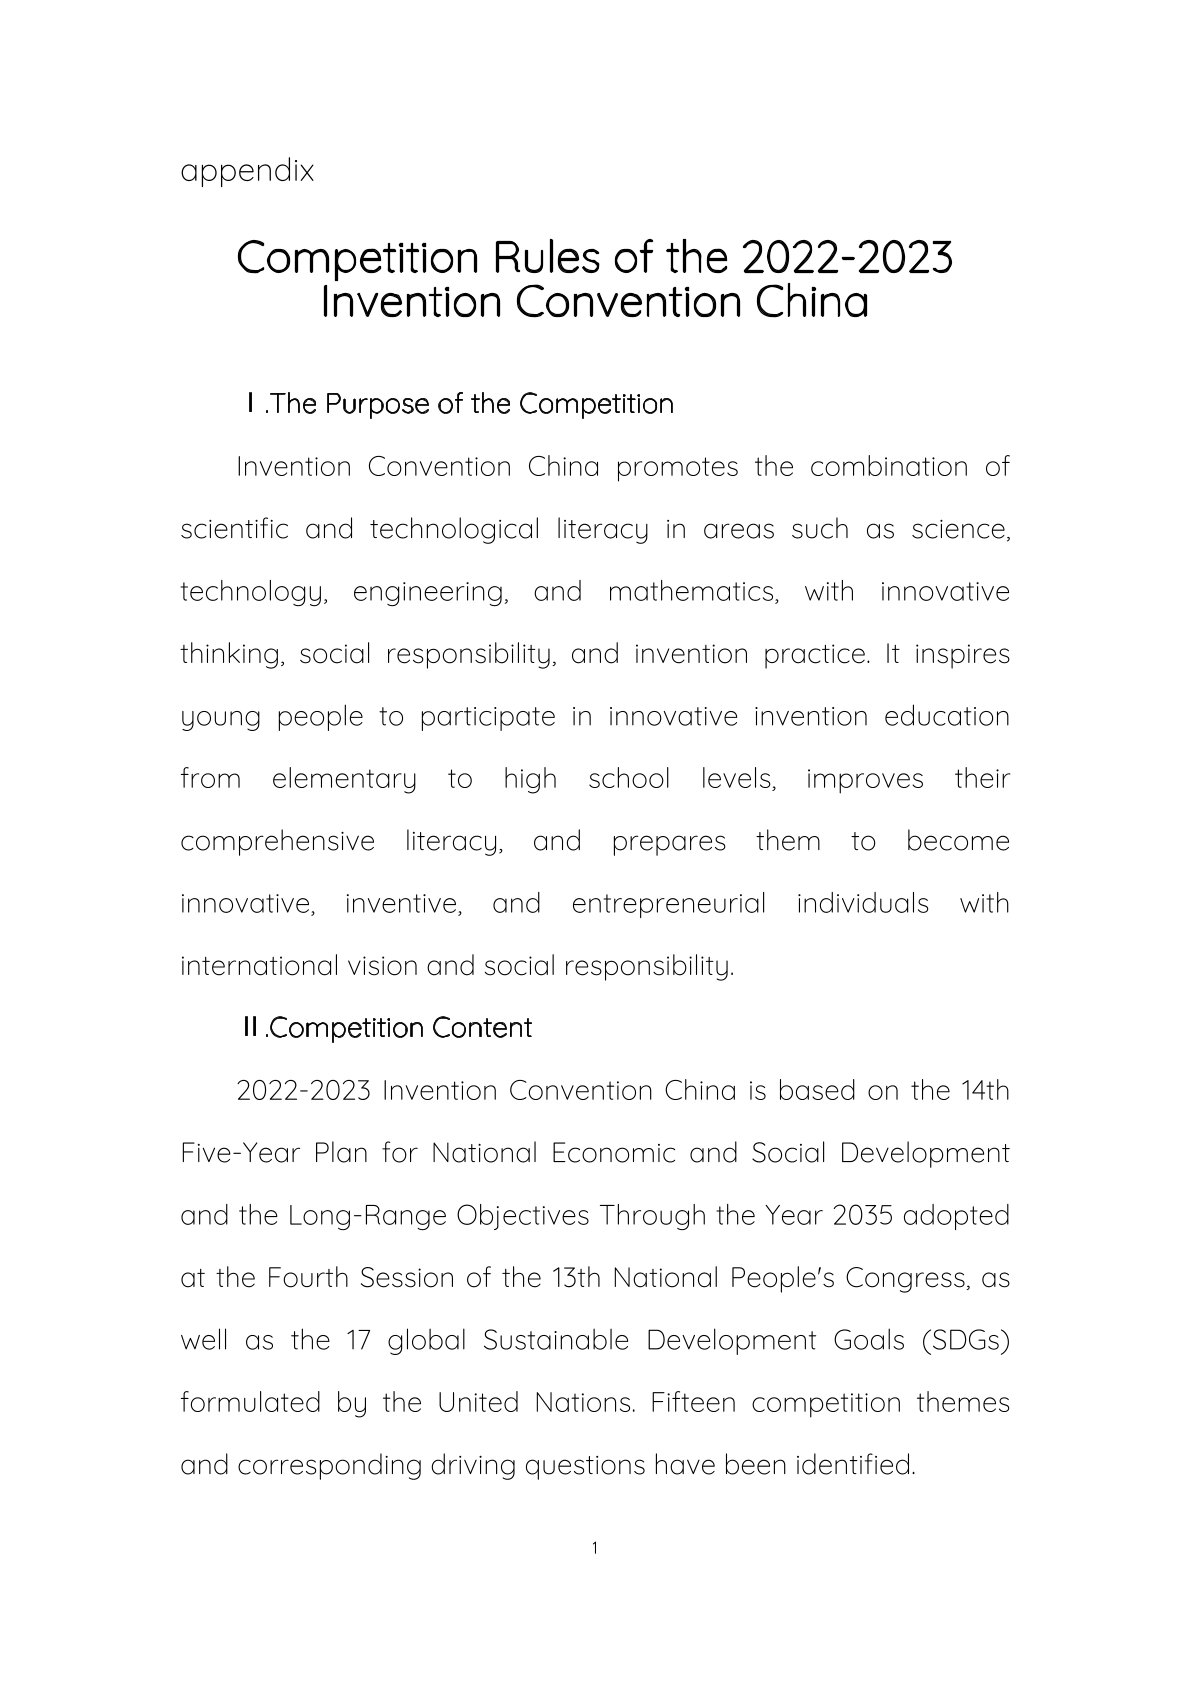 appendix
Competition Rules of the 2022-2023
Invention Convention China
Ⅰ.The Purpose of the Competition
Invention Convention China promotes the combination of
scientific and technological literacy in areas such as science,
technology, engineering, and mathematics, with innovative
thinking, social responsibility, and invention practice. It inspires
young people to participate in innovative invention education
from elementary to high school levels, improves their
comprehensive literacy, and prepares them to become
innovative, inventive, and entrepreneurial individuals with
international vision and social responsibility.
Ⅱ.Competition Content
2022-2023 Invention Convention China is based on the 14th
Five-Year Plan for National Economic and Social Development
and the Long-Range Objectives Through the Year 2035 adopted
at the Fourth Session of the 13th National People's Congress, as
well as the 17 global Sustainable Development Goals (SDGs)
formulated by the United Nations. Fifteen competition themes
and corresponding driving questions have been identified.
1